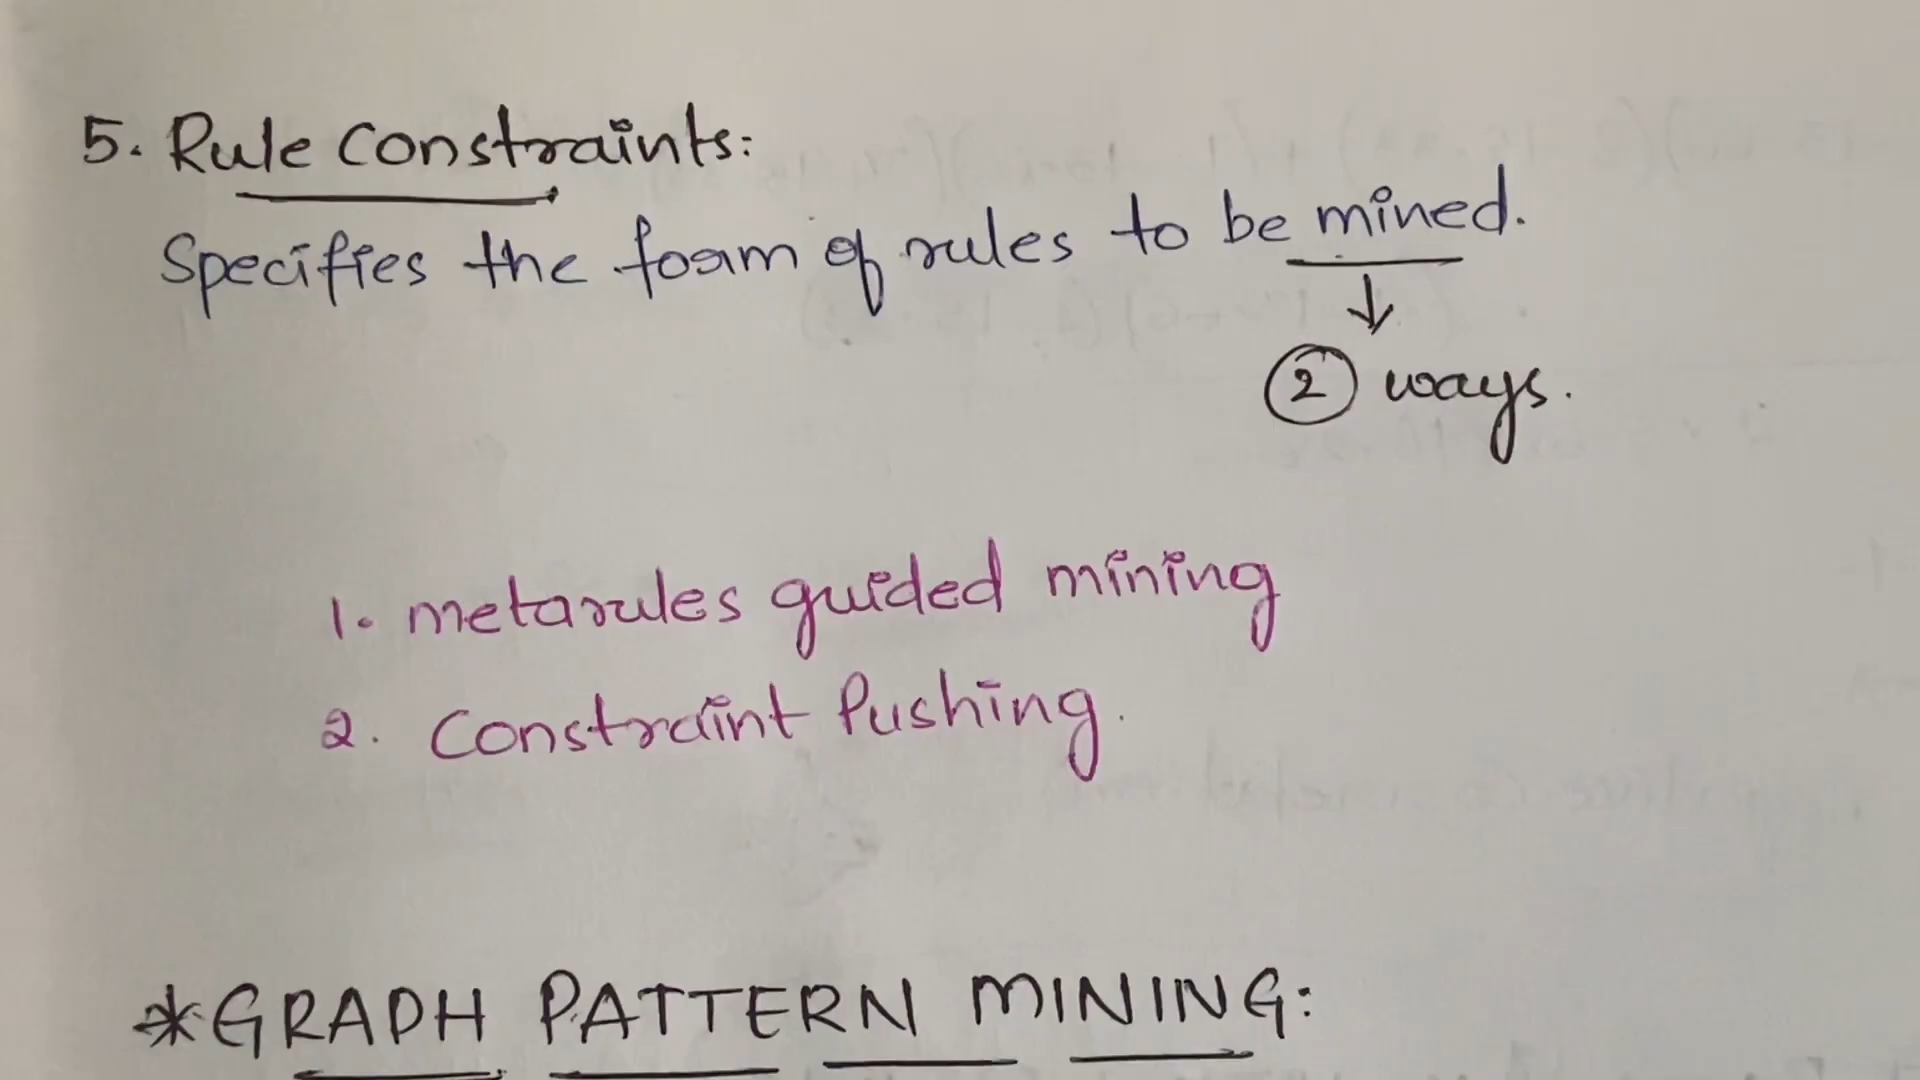 5. Rule Constraints:
Specifies the form of rules to be mined.
↓
2 ways.
1. metarules guided mining
2. Constraint Pushing.
*GRAPH PATTERN MINING: